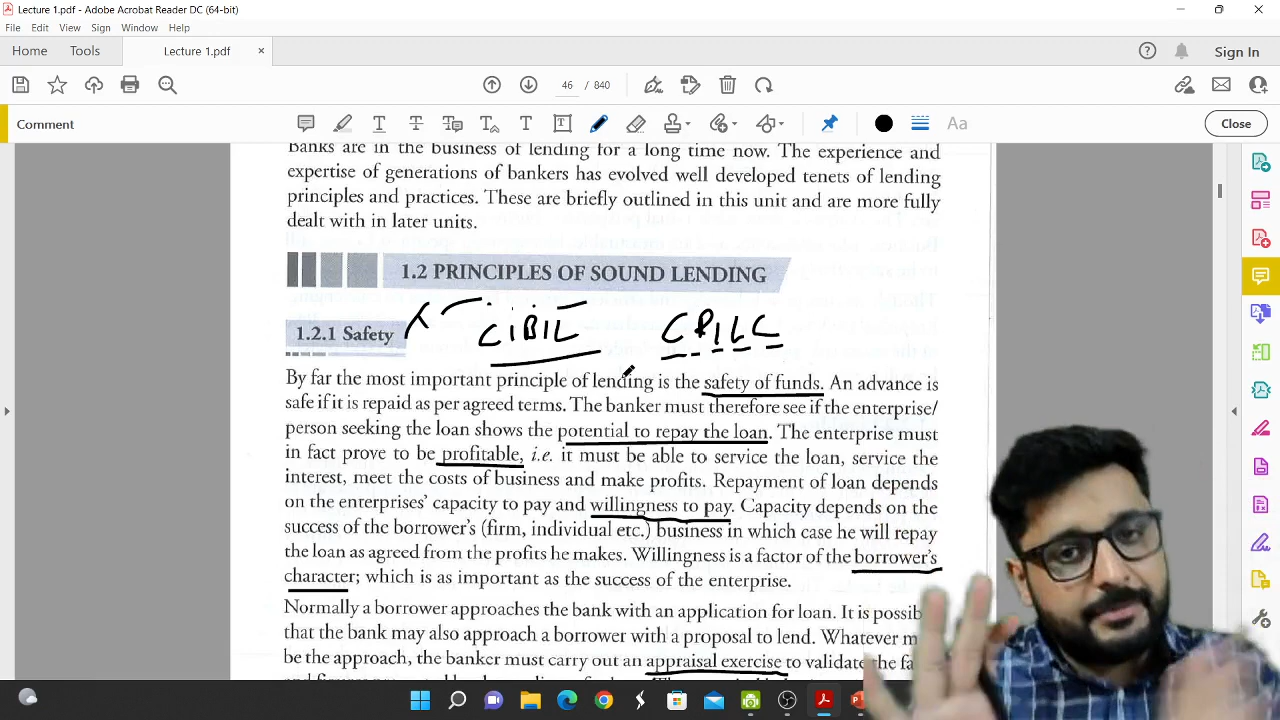 Lecture 1.pdf - Adobe Acrobat Reader DC (64-bit)
File Edit View Sign Window Help
Home Tools Lecture 1.pdf × Sign In
46 / 840
Comment Aa Close
Banks are in the business of lending for a long time now. The experience and
expertise of generations of bankers has evolved well developed tenets of lending
principles and practices. These are briefly outlined in this unit and are more fully
dealt with in later units.
1.2 PRINCIPLES OF SOUND LENDING
1.2.1 Safety
CIBIL CRILC
By far the most important principle of lending is the safety of funds. An advance is
safe if it is repaid as per agreed terms. The banker must therefore see if the enterprise/
person seeking the loan shows the potential to repay the loan. The enterprise must
in fact prove to be profitable, i.e. it must be able to service the loan, service the
interest, meet the costs of business and make profits. Repayment of loan depends
on the enterprises' capacity to pay and willingness to pay. Capacity depends on the
success of the borrower's (firm, individual etc.) business in which case he will repay
the loan as agreed from the profits he makes. Willingness is a factor of the borrower's
character; which is as important as the success of the enterprise.
Normally a borrower approaches the bank with an application for loan. It is possib
that the bank may also approach a borrower with a proposal to lend. Whatever m
be the approach, the banker must carry out an appraisal exercise to validate the fa